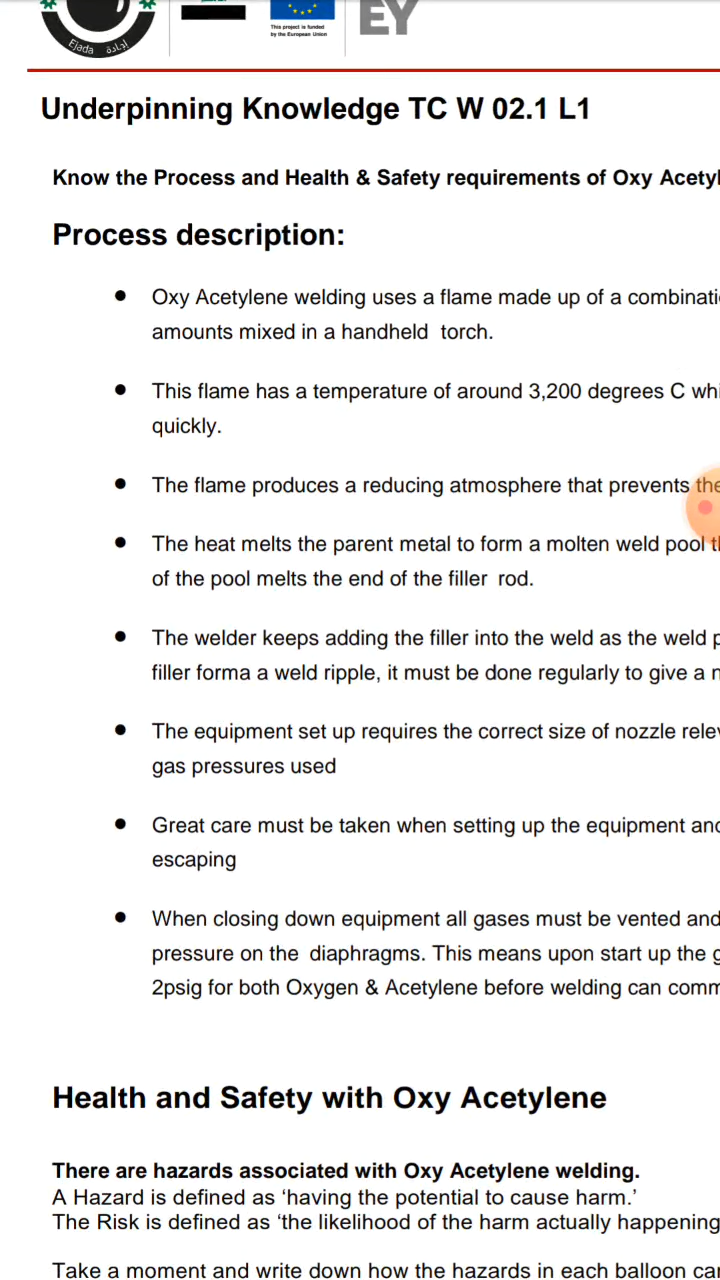 Ejada إدادة
This project is funded
by the European Union
EY
Underpinning Knowledge TC W 02.1 L1
Know the Process and Health & Safety requirements of Oxy Acetyl
Process description:
● Oxy Acetylene welding uses a flame made up of a combinati
amounts mixed in a handheld torch.
● This flame has a temperature of around 3,200 degrees C whi
quickly.
● The flame produces a reducing atmosphere that prevents the
● The heat melts the parent metal to form a molten weld pool t
of the pool melts the end of the filler rod.
● The welder keeps adding the filler into the weld as the weld p
filler forma a weld ripple, it must be done regularly to give a n
● The equipment set up requires the correct size of nozzle relev
gas pressures used
● Great care must be taken when setting up the equipment and
escaping
● When closing down equipment all gases must be vented and
pressure on the diaphragms. This means upon start up the g
2psig for both Oxygen & Acetylene before welding can comm
Health and Safety with Oxy Acetylene
There are hazards associated with Oxy Acetylene welding.
A Hazard is defined as ‘having the potential to cause harm.’
The Risk is defined as ‘the likelihood of the harm actually happening
Take a moment and write down how the hazards in each balloon can